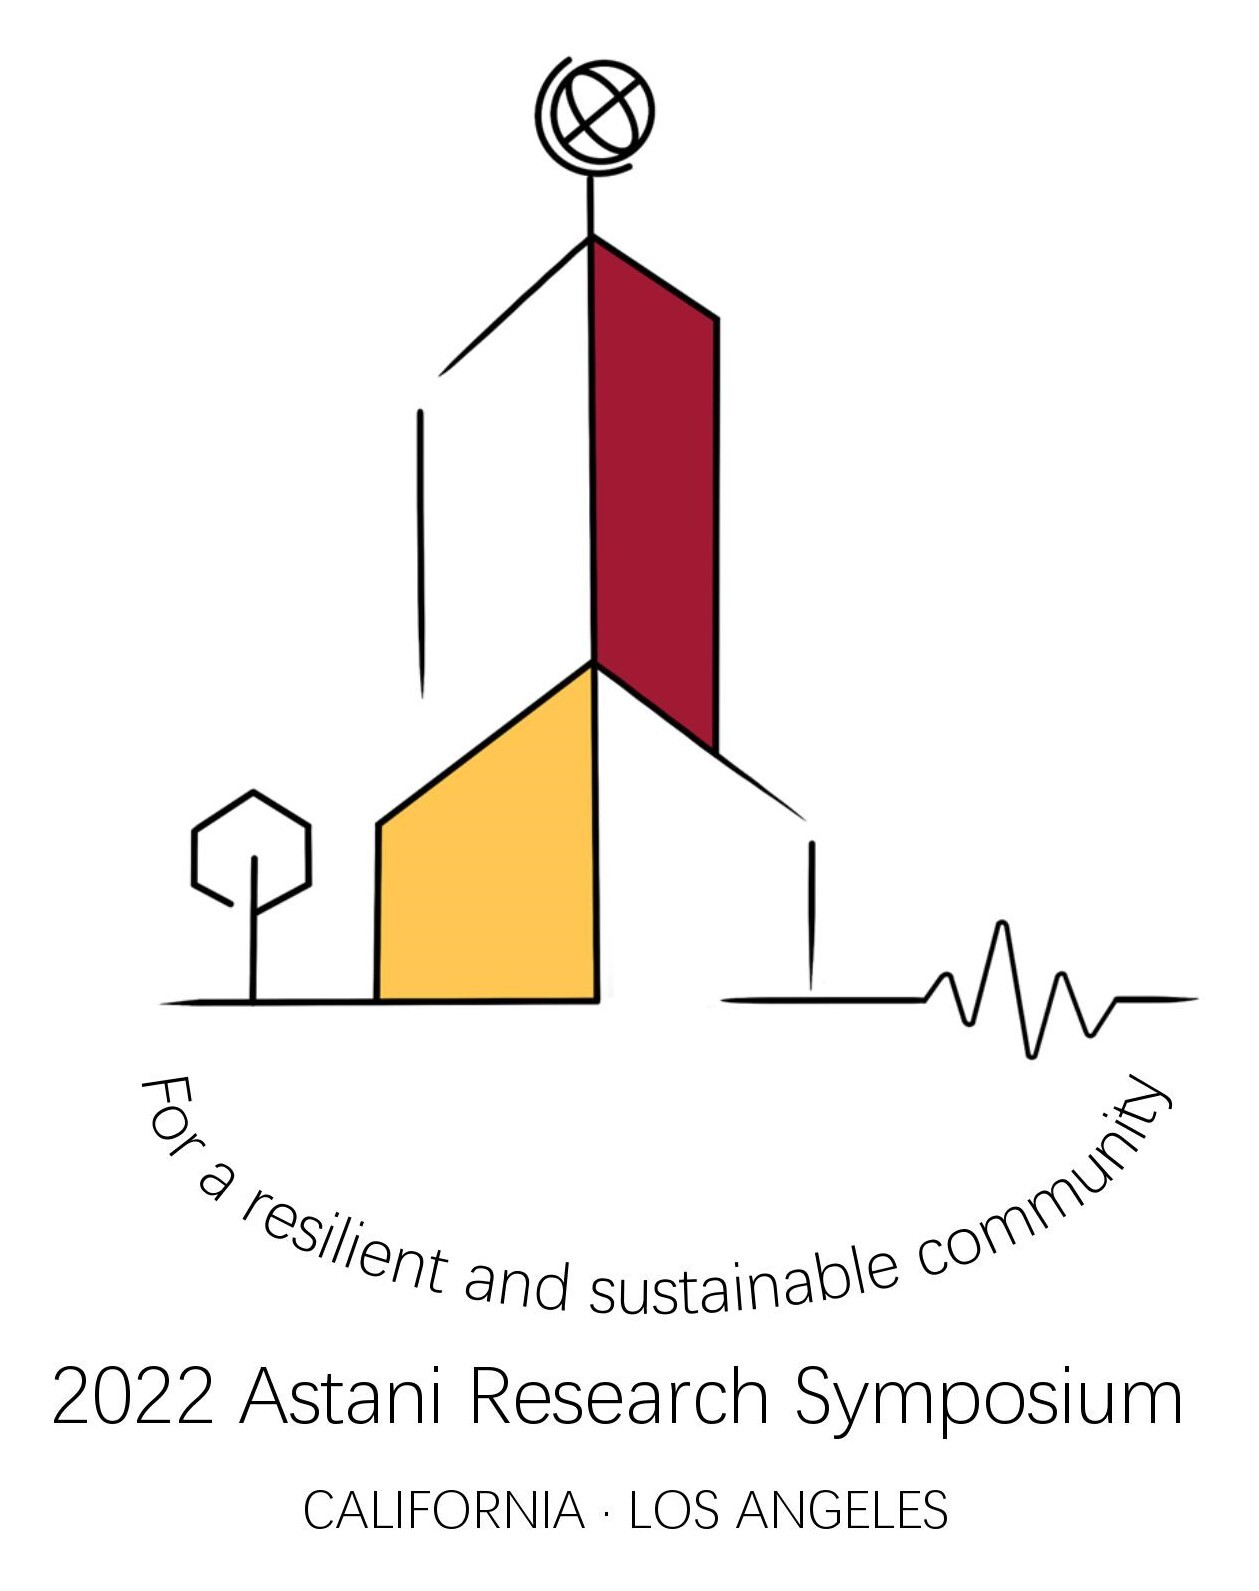 For a resilient and sustainable community
2022 Astani Research Symposium
CALIFORNIA · LOS ANGELES